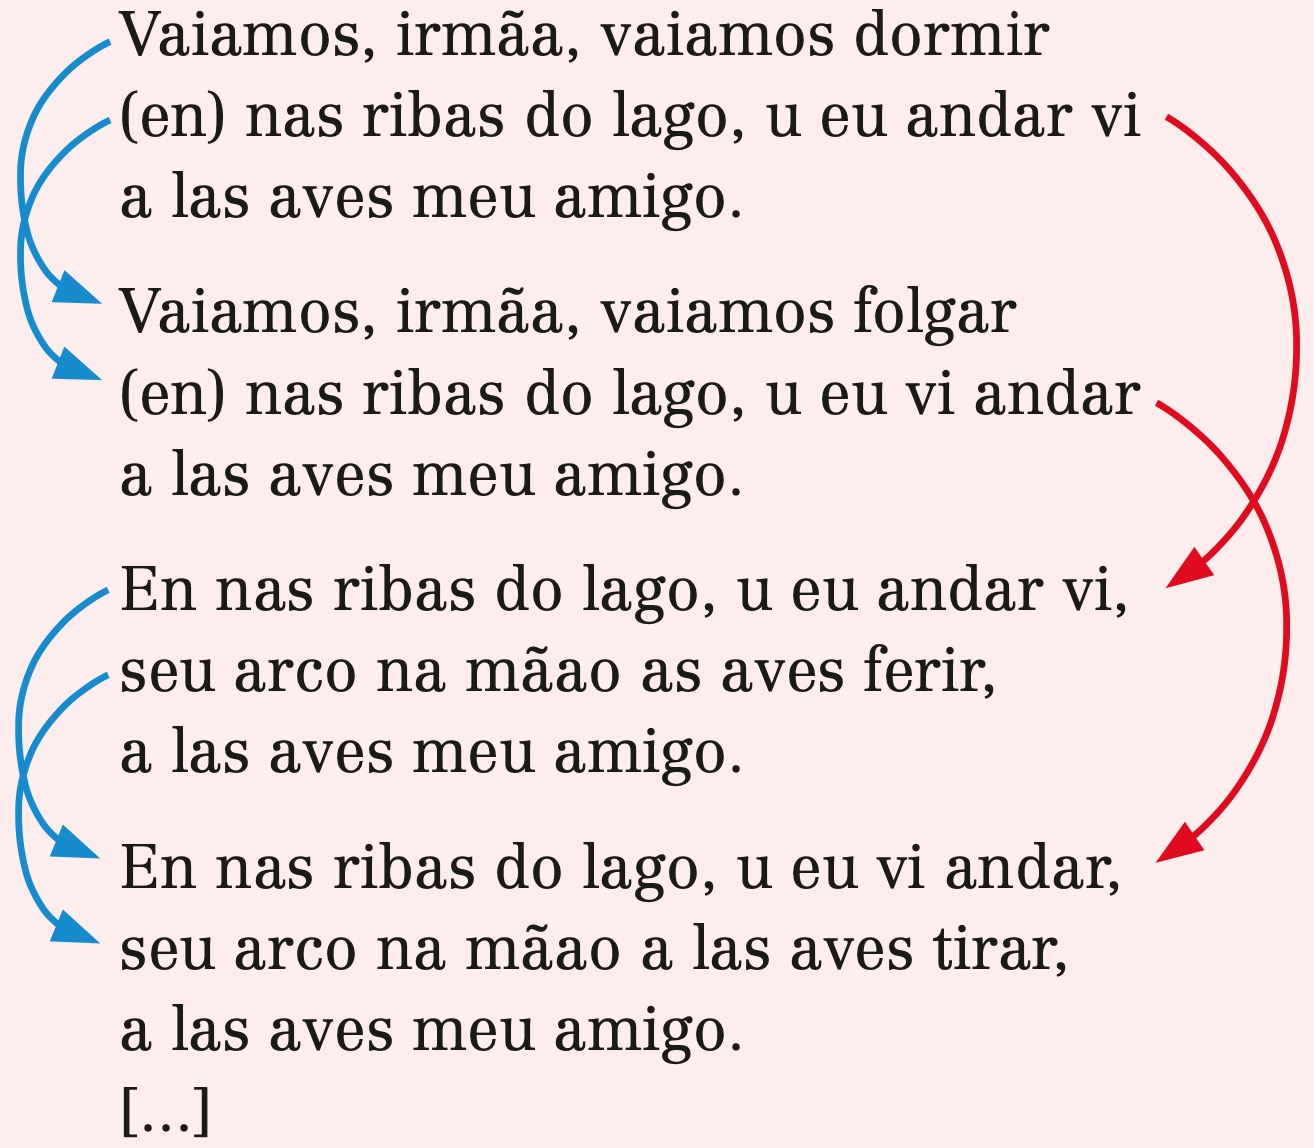 Vaiamos, irmãa, vaiamos dormir
(en) nas ribas do lago, u eu andar vi
a las aves meu amigo.
Vaiamos, irmãa, vaiamos folgar
(en) nas ribas do lago, u eu vi andar
a las aves meu amigo.
En nas ribas do lago, u eu andar vi,
seu arco na mãao as aves ferir,
a las aves meu amigo.
En nas ribas do lago, u eu vi andar,
seu arco na mãao a las aves tirar,
a las aves meu amigo.
[...]